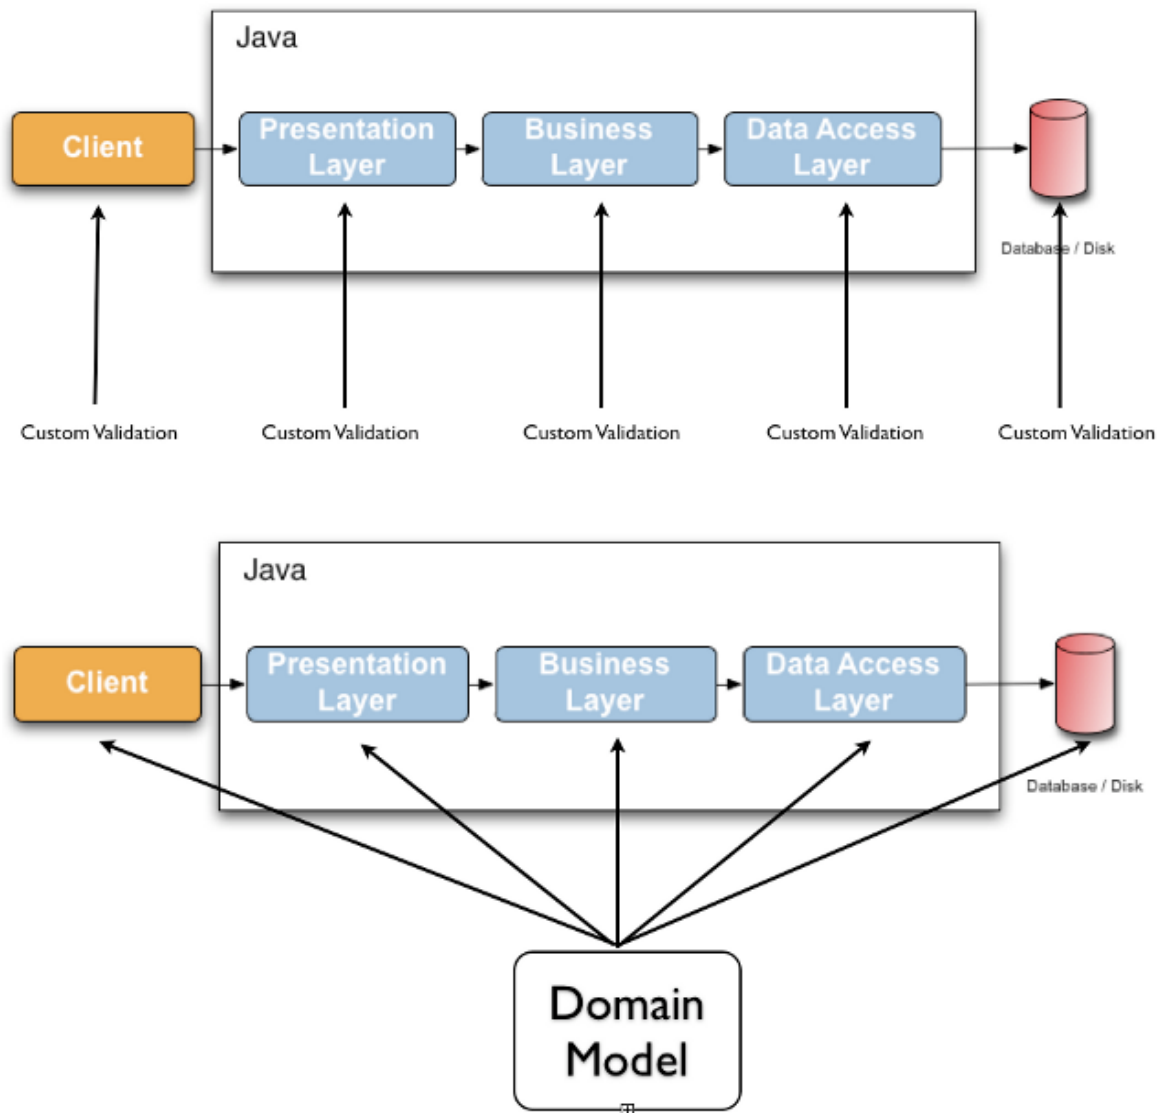 Java
Client
Presentation
Layer
Business
Layer
Data Access
Layer
Database / Disk
Custom Validation
Custom Validation
Custom Validation
Custom Validation
Custom Validation
Java
Client
Presentation
Layer
Business
Layer
Data Access
Layer
Database / Disk
Domain
Model